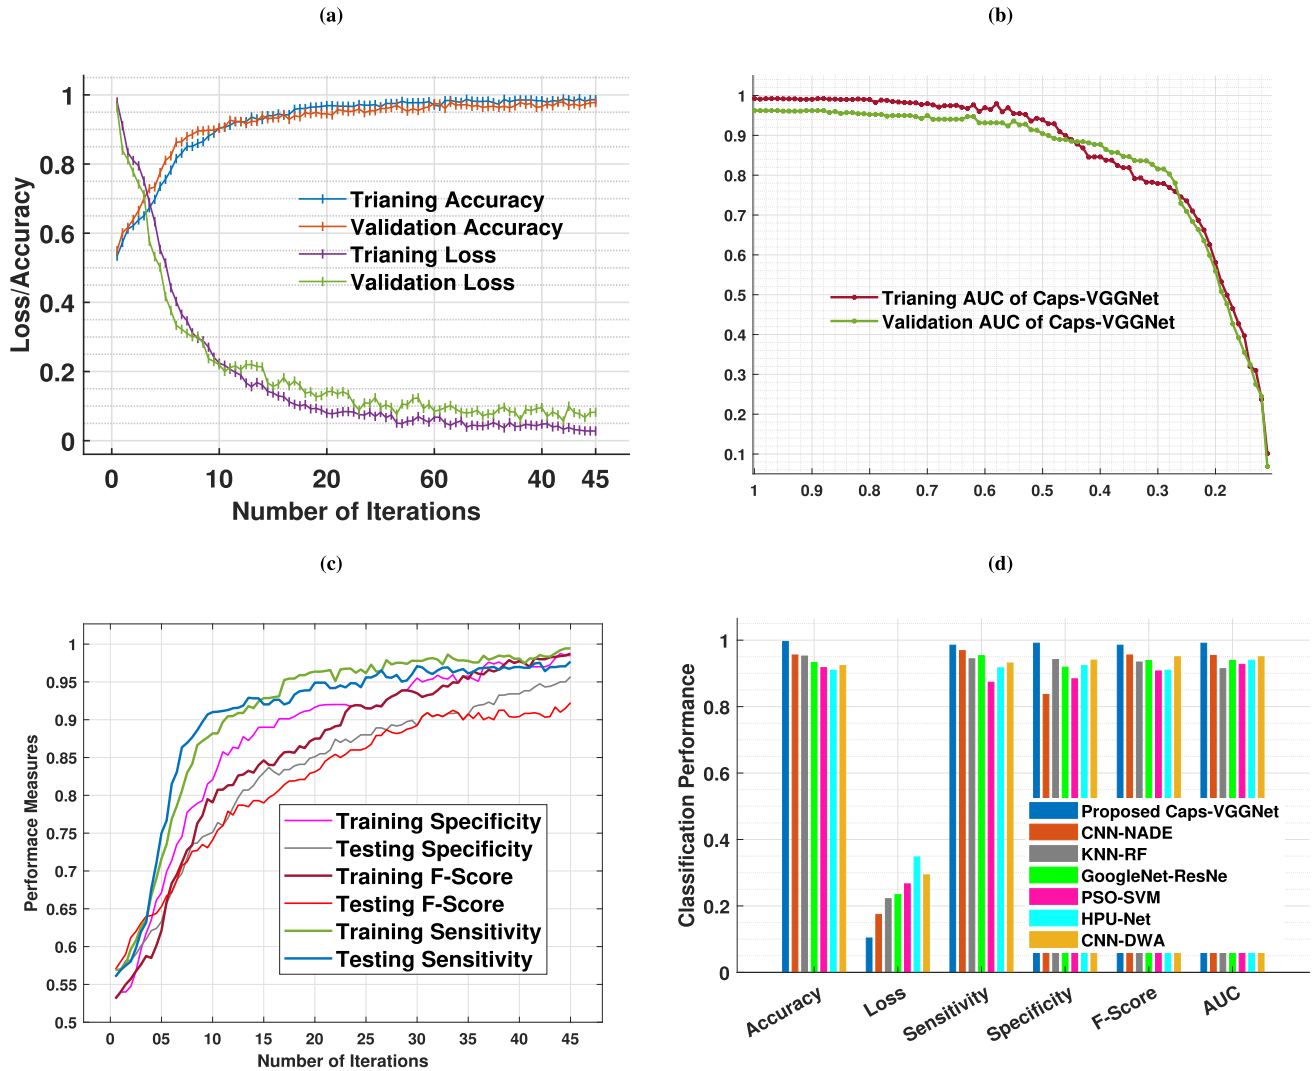 (a)
Loss/Accuracy
1
0.8
0.6
0.4
0.2
0
Trianing Accuracy
Validation Accuracy
Trianing Loss
Validation Loss
0 10 20 60 40 45
Number of Iterations
(b)
1
0.9
0.8
0.7
0.6
0.5
0.4
0.3
0.2
0.1
Trianing AUC of Caps-VGGNet
Validation AUC of Caps-VGGNet
1 0.9 0.8 0.7 0.6 0.5 0.4 0.3 0.2
(c)
Performance Measures
1
0.95
0.9
0.85
0.8
0.75
0.7
0.65
0.6
0.55
0.5
Training Specificity
Testing Specificity
Training F-Score
Testing F-Score
Training Sensitivity
Testing Sensitivity
0 05 10 15 20 25 30 35 40 45
Number of Iterations
(d)
Classification Performance
1
0.8
0.6
0.4
0.2
0
Proposed Caps-VGGNet
CNN-NADE
KNN-RF
GoogleNet-ResNe
PSO-SVM
HPU-Net
CNN-DWA
Accuracy
Loss
Sensitivity
Specificity
F-Score
AUC